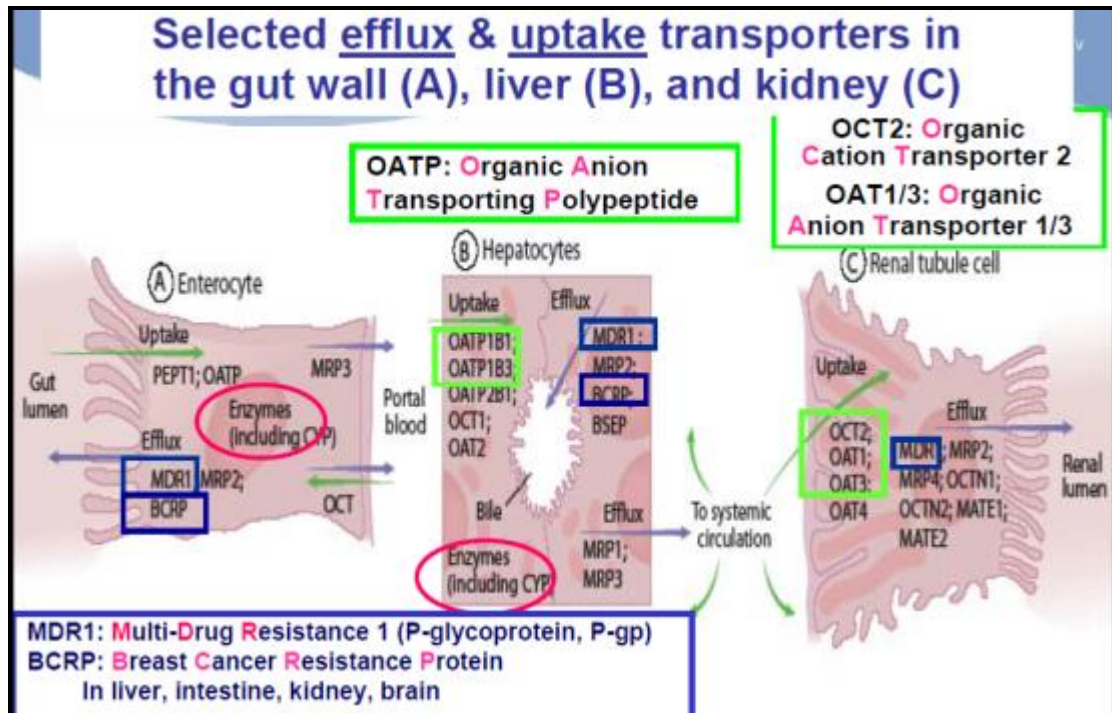 Selected efflux & uptake transporters in
the gut wall (A), liver (B), and kidney (C)
OATP: Organic Anion
Transporting Polypeptide
OCT2: Organic
Cation Transporter 2
OAT1/3: Organic
Anion Transporter 1/3
A Enterocyte
Uptake
PEPT1; OATP
MRP3
Gut
lumen
Enzymes
(including CYP)
Efflux
MDR1 MRP2;
BCRP
OCT
Portal
blood
B Hepatocytes
Uptake
OATP1B1;
OATP1B3;
OATP2B1;
OCT1;
OAT2
Efflux
MDR1 ;
MRP2;
BCRP;
BSEP
Bile
Enzymes
(including CYP)
Efflux
MRP1;
MRP3
To systemic
circulation
C Renal tubule cell
Uptake
OCT2;
OAT1;
OAT3;
OAT4
Efflux
MDR1; MRP2;
MRP4; OCTN1;
OCTN2; MATE1;
MATE2
Renal
lumen
MDR1: Multi-Drug Resistance 1 (P-glycoprotein, P-gp)
BCRP: Breast Cancer Resistance Protein
In liver, intestine, kidney, brain